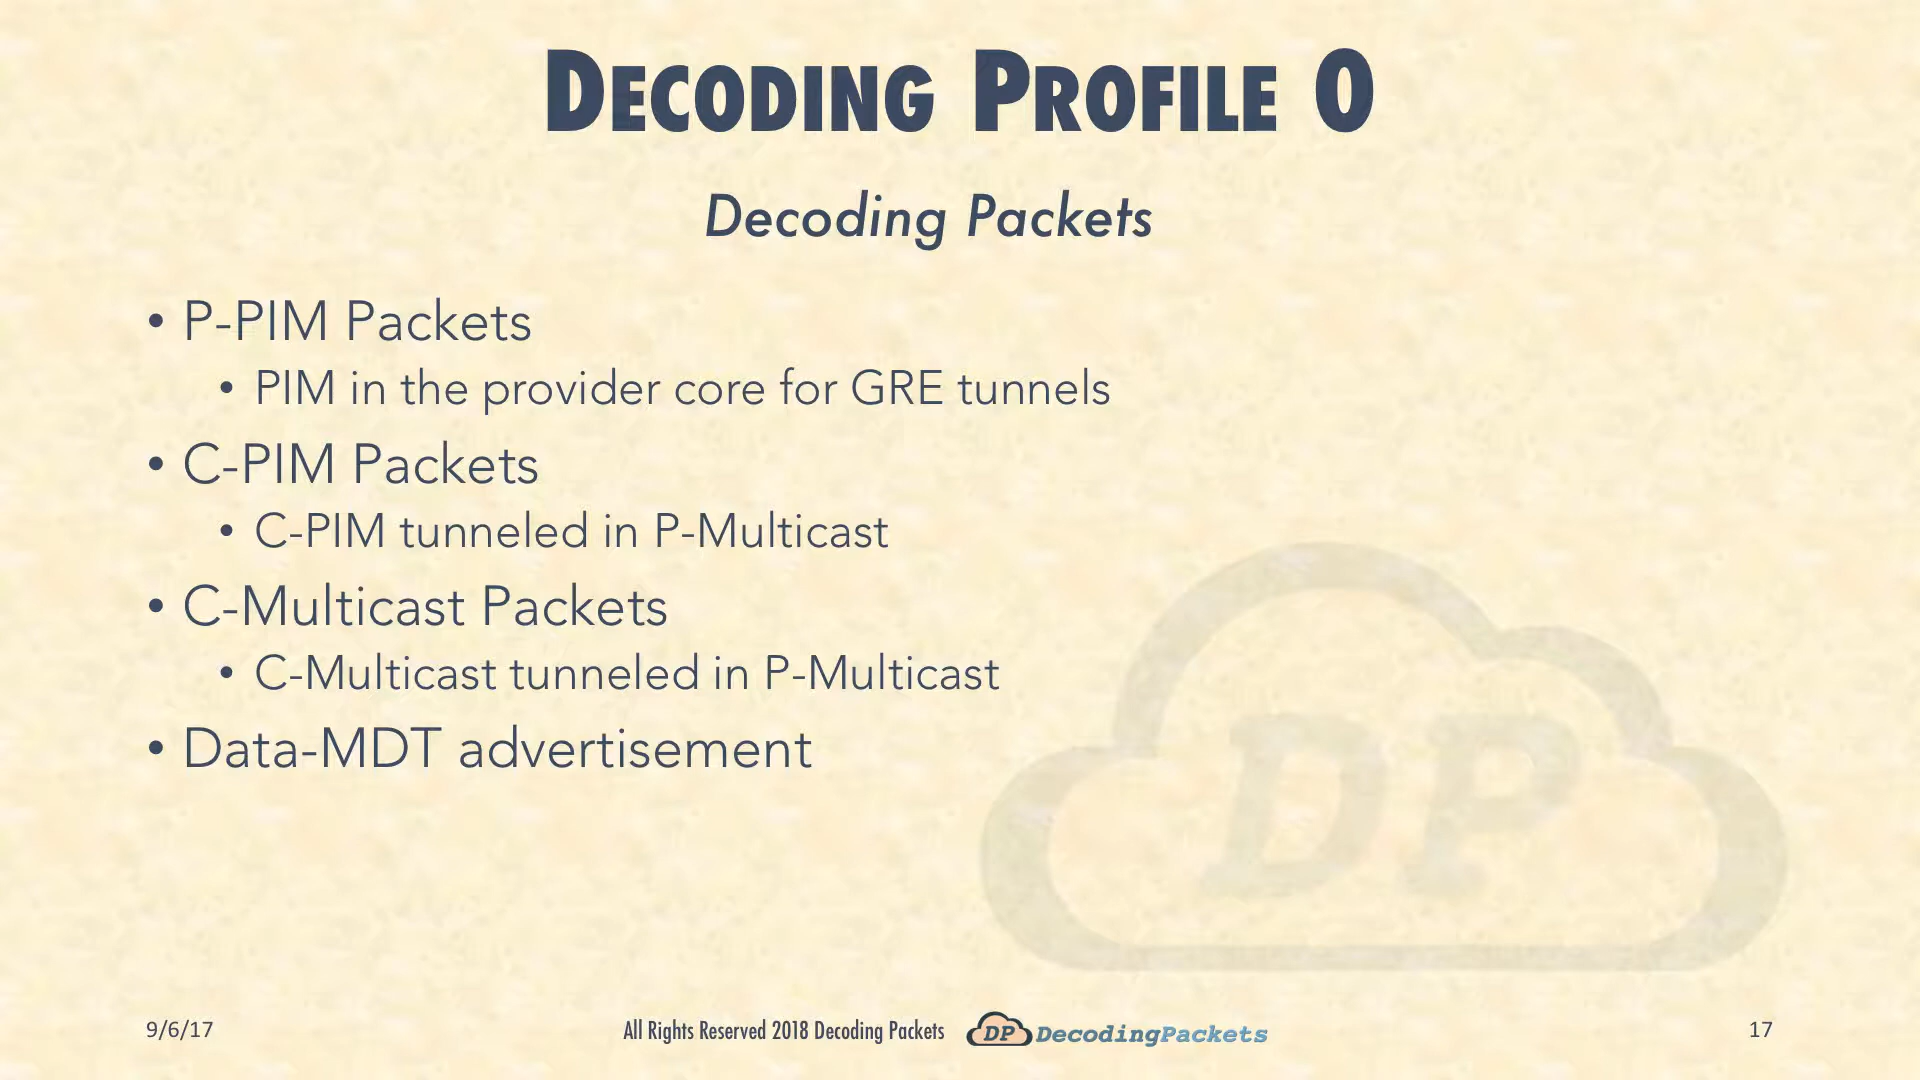 DECODING PROFILE 0
Decoding Packets
• P-PIM Packets
• PIM in the provider core for GRE tunnels
• C-PIM Packets
• C-PIM tunneled in P-Multicast
• C-Multicast Packets
• C-Multicast tunneled in P-Multicast
• Data-MDT advertisement
DP
9/6/17
All Rights Reserved 2018 Decoding Packets
DP DecodingPackets
17